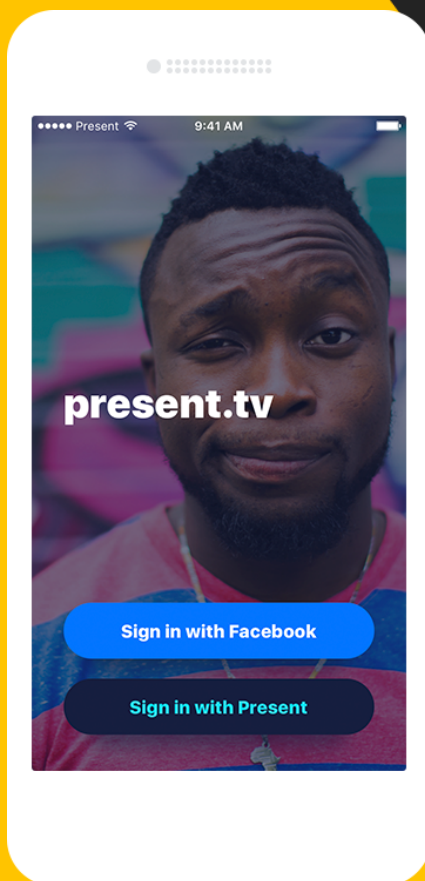 Present 9:41 AM
present.tv
Sign in with Facebook
Sign in with Present